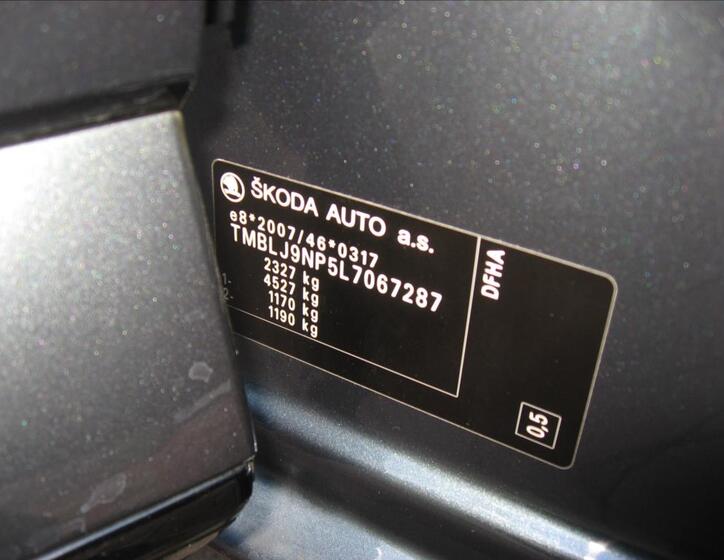 ŠKODA AUTO a.s.
e8*2007/46*0317
TMBLJ9NP5L7067287
2327 kg
4527 kg
1- 1170 kg
2- 1190 kg
DFHA
0,5